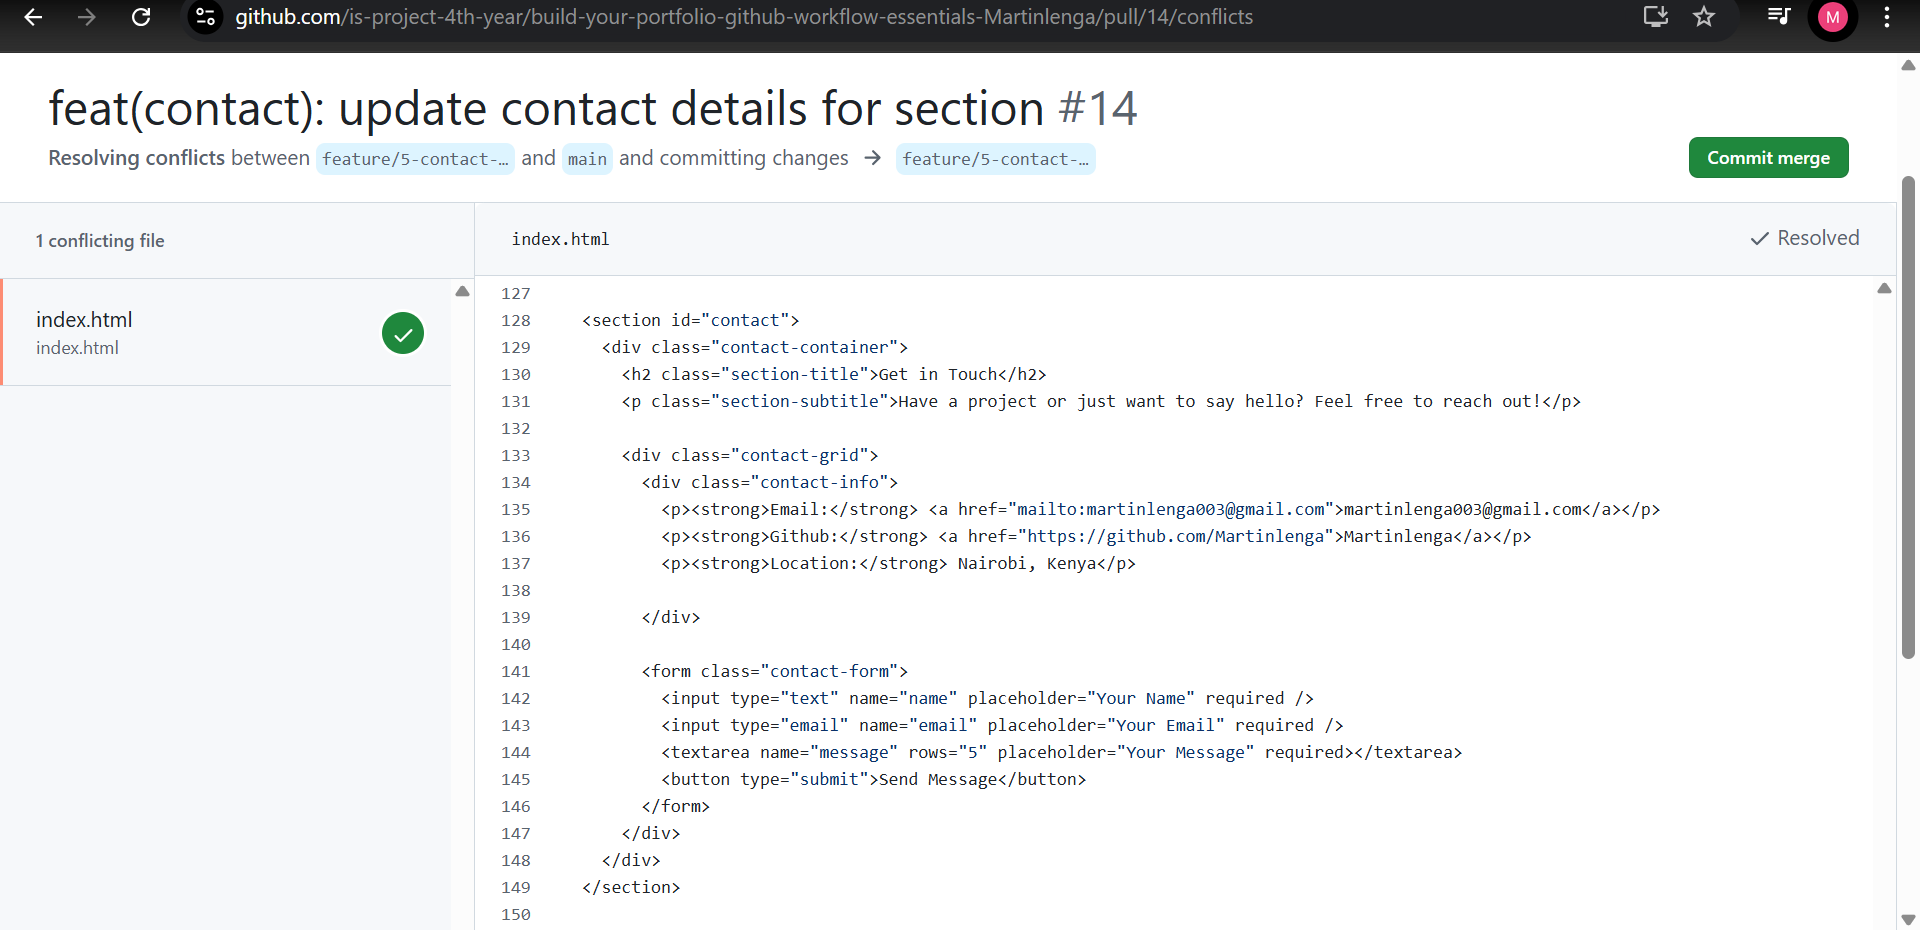 github.com/is-project-4th-year/build-your-portfolio-github-workflow-essentials-Martinlenga/pull/14/conflicts
M
feat(contact): update contact details for section #14
Resolving conflicts between feature/5-contact-… and main and committing changes → feature/5-contact-…
Commit merge
1 conflicting file
index.html
Resolved
index.html
index.html
127
128 <section id="contact">
129 <div class="contact-container">
130 <h2 class="section-title">Get in Touch</h2>
131 <p class="section-subtitle">Have a project or just want to say hello? Feel free to reach out!</p>
132
133 <div class="contact-grid">
134 <div class="contact-info">
135 <p><strong>Email:</strong> <a href="mailto:martinlenga003@gmail.com">martinlenga003@gmail.com</a></p>
136 <p><strong>Github:</strong> <a href="https://github.com/Martinlenga">Martinlenga</a></p>
137 <p><strong>Location:</strong> Nairobi, Kenya</p>
138
139 </div>
140
141 <form class="contact-form">
142 <input type="text" name="name" placeholder="Your Name" required />
143 <input type="email" name="email" placeholder="Your Email" required />
144 <textarea name="message" rows="5" placeholder="Your Message" required></textarea>
145 <button type="submit">Send Message</button>
146 </form>
147 </div>
148 </div>
149 </section>
150